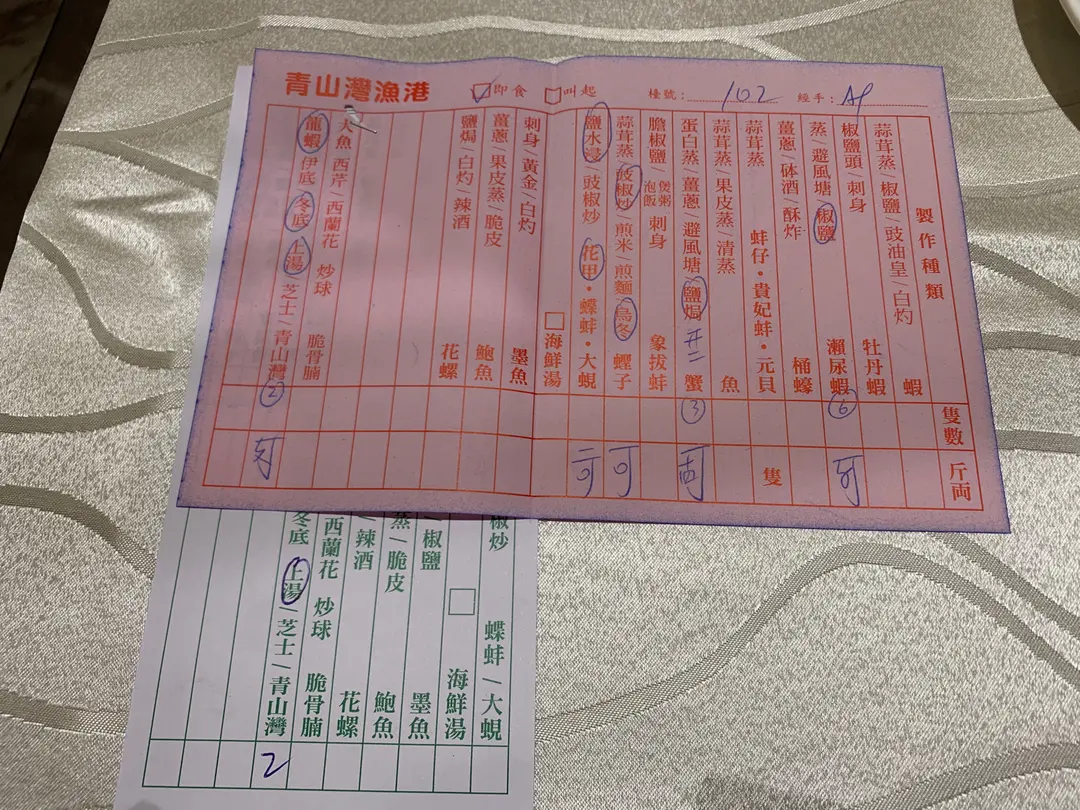 青山灣漁港 即食 叫起 檯號： 102 經手：
製作種類 隻數 斤両
蒜茸蒸/椒鹽/豉油皇/白灼 蝦
椒鹽頭/刺身 牡丹蝦
蒸/避風塘/椒鹽 瀨尿蝦 6
薑蔥/砵酒/酥炸 桶蠔
蒜茸蒸 蚌仔・貴妃蚌・元貝 隻
蒜茸蒸/果皮蒸/清蒸 魚
蛋白蒸/薑蔥/避風塘/鹽焗 蟹 3
膽椒鹽 煲粥 泡飯 刺身 象拔蚌
蒜茸蒸/豉椒炒/煎米/煎麵 烏冬 蟶子
鹽水浸/豉椒炒 花甲・蝶蚌・大蜆
海鮮湯
刺身/黃金/白灼 墨魚
薑蔥/果皮蒸/脆皮 鮑魚
鹽焗/白灼/辣酒 花螺
大魚 西芹/西蘭花 炒球 脆骨腩
龍蝦 伊底/冬底/上湯/芝士/青山灣 2
椒炒 蝶蚌/大蜆
海鮮湯
椒鹽 墨魚
蒸/脆皮 鮑魚
/辣酒 花螺
西蘭花 炒球 脆骨腩
冬底 上湯/芝士/青山灣 2